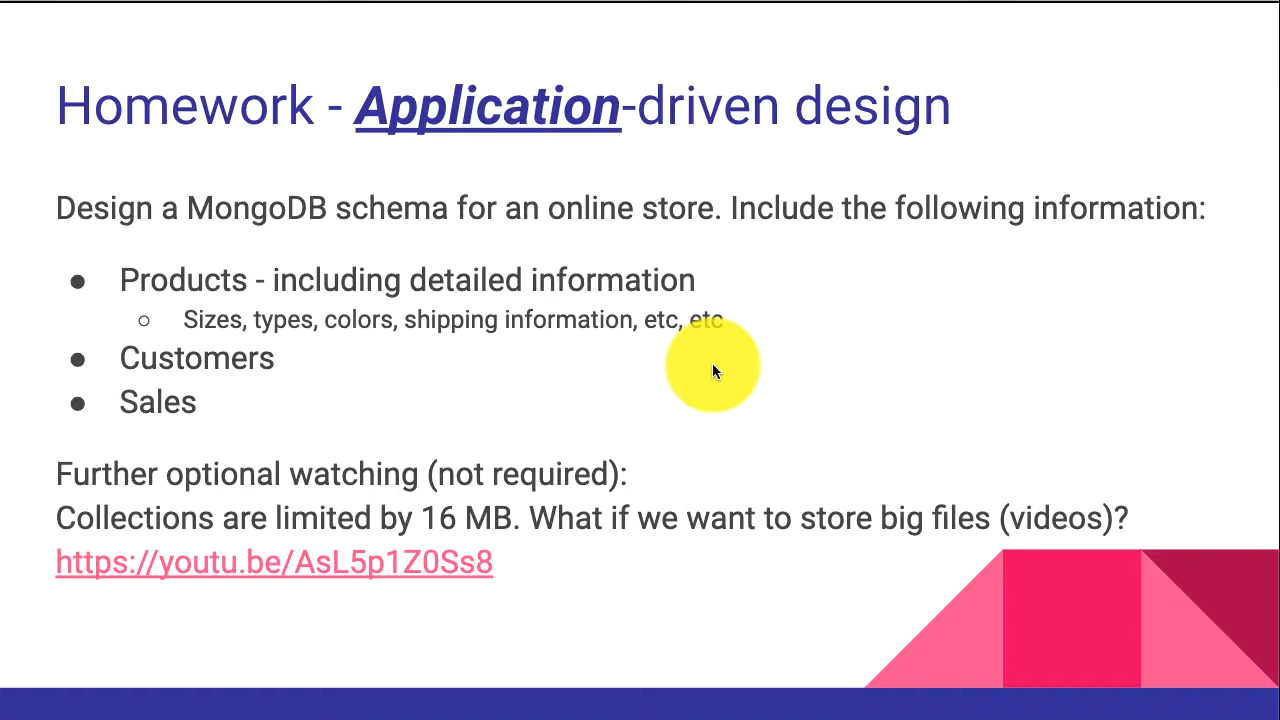 Homework - Application-driven design
Design a MongoDB schema for an online store. Include the following information:
● Products - including detailed information
○ Sizes, types, colors, shipping information, etc, etc
● Customers
● Sales
Further optional watching (not required):
Collections are limited by 16 MB. What if we want to store big files (videos)?
https://youtu.be/AsL5p1Z0Ss8